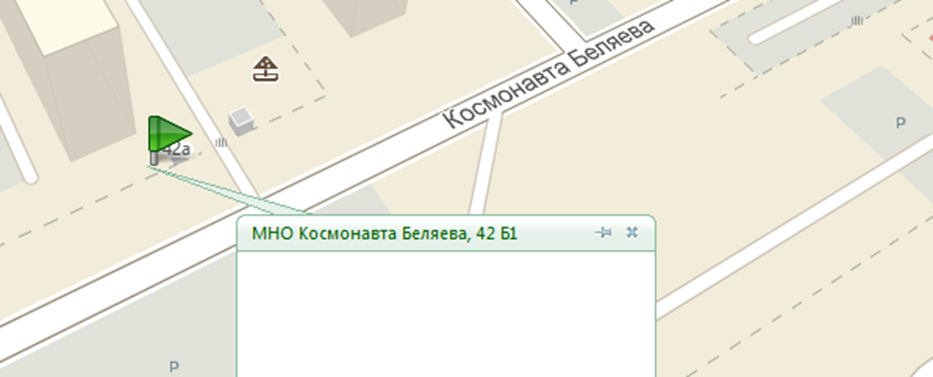 Р
Космонавта Беляева
Р
42а
МНО Космонавта Беляева, 42 Б1
Р